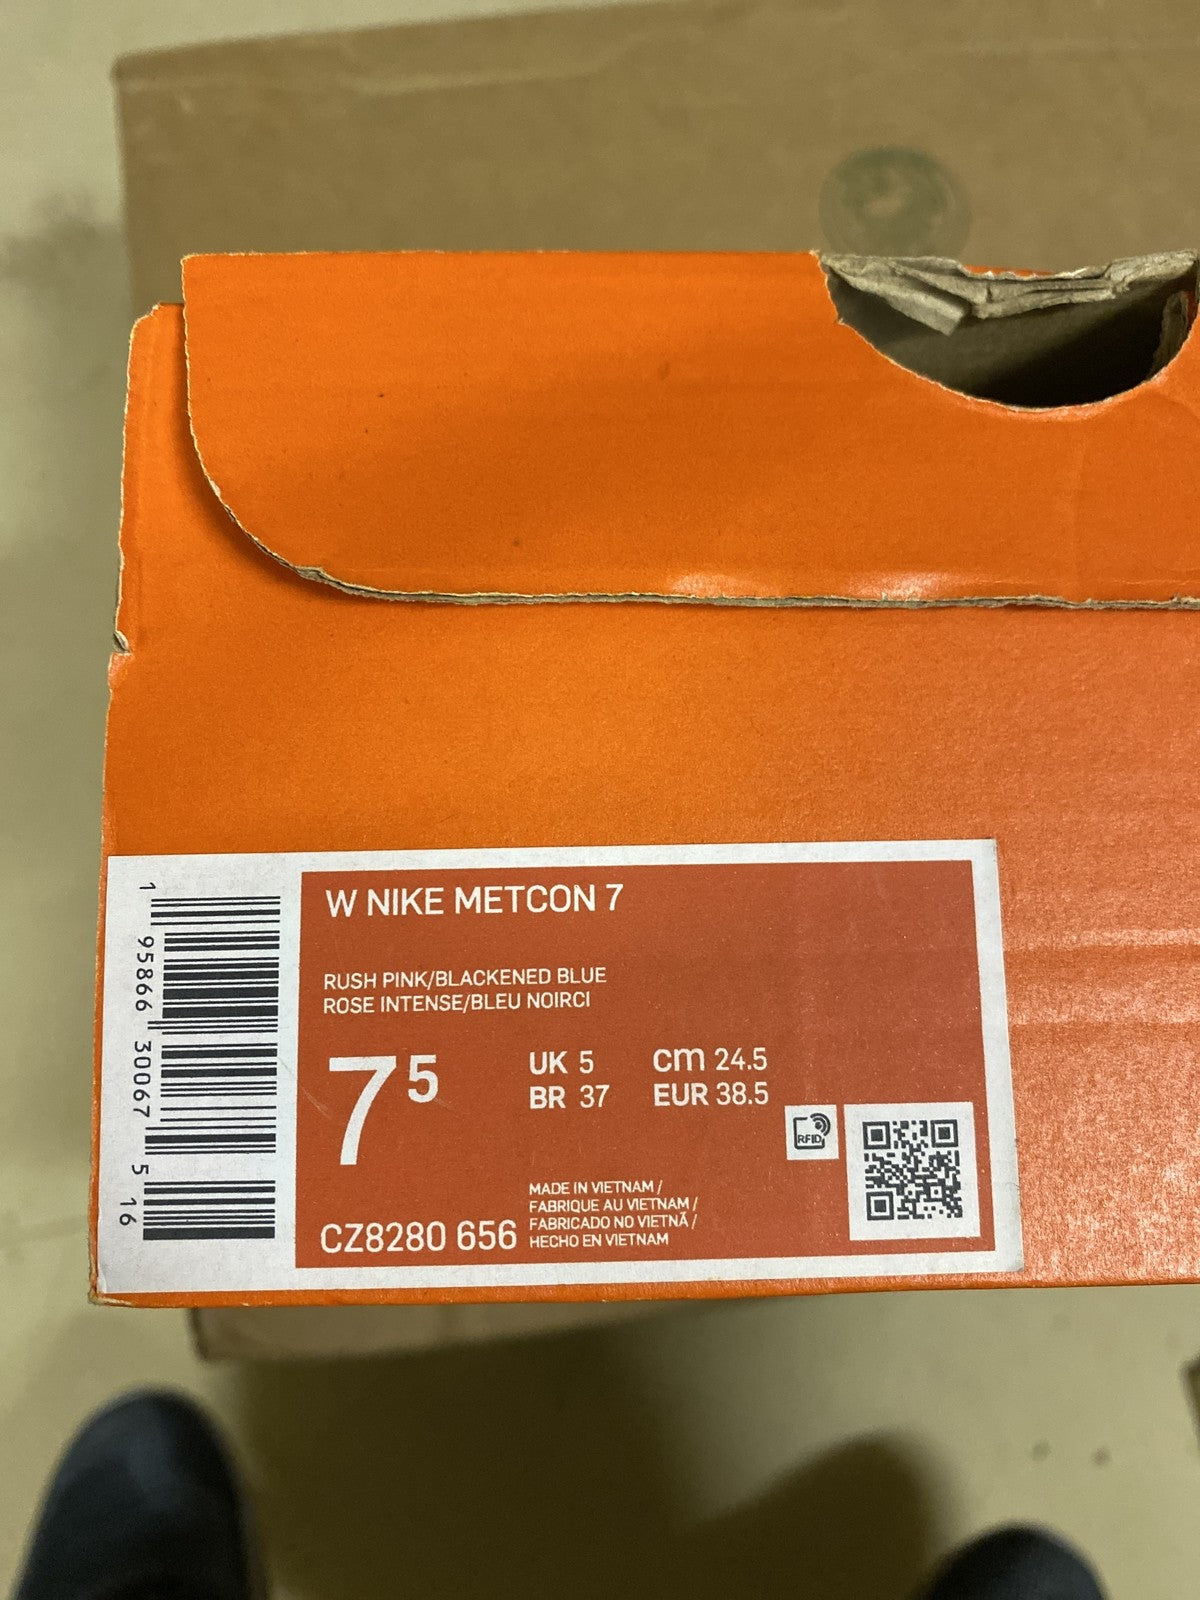 W NIKE METCON 7
RUSH PINK/BLACKENED BLUE
ROSE INTENSE/BLEU NOIRCI
7 5
UK 5
cm 24.5
BR 37
EUR 38.5
RFID
MADE IN VIETNAM /
FABRIQUE AU VIETNAM /
FABRICADO NO VIETNÃ /
HECHO EN VIETNAM
CZ8280 656
1 95866 30067 5 16